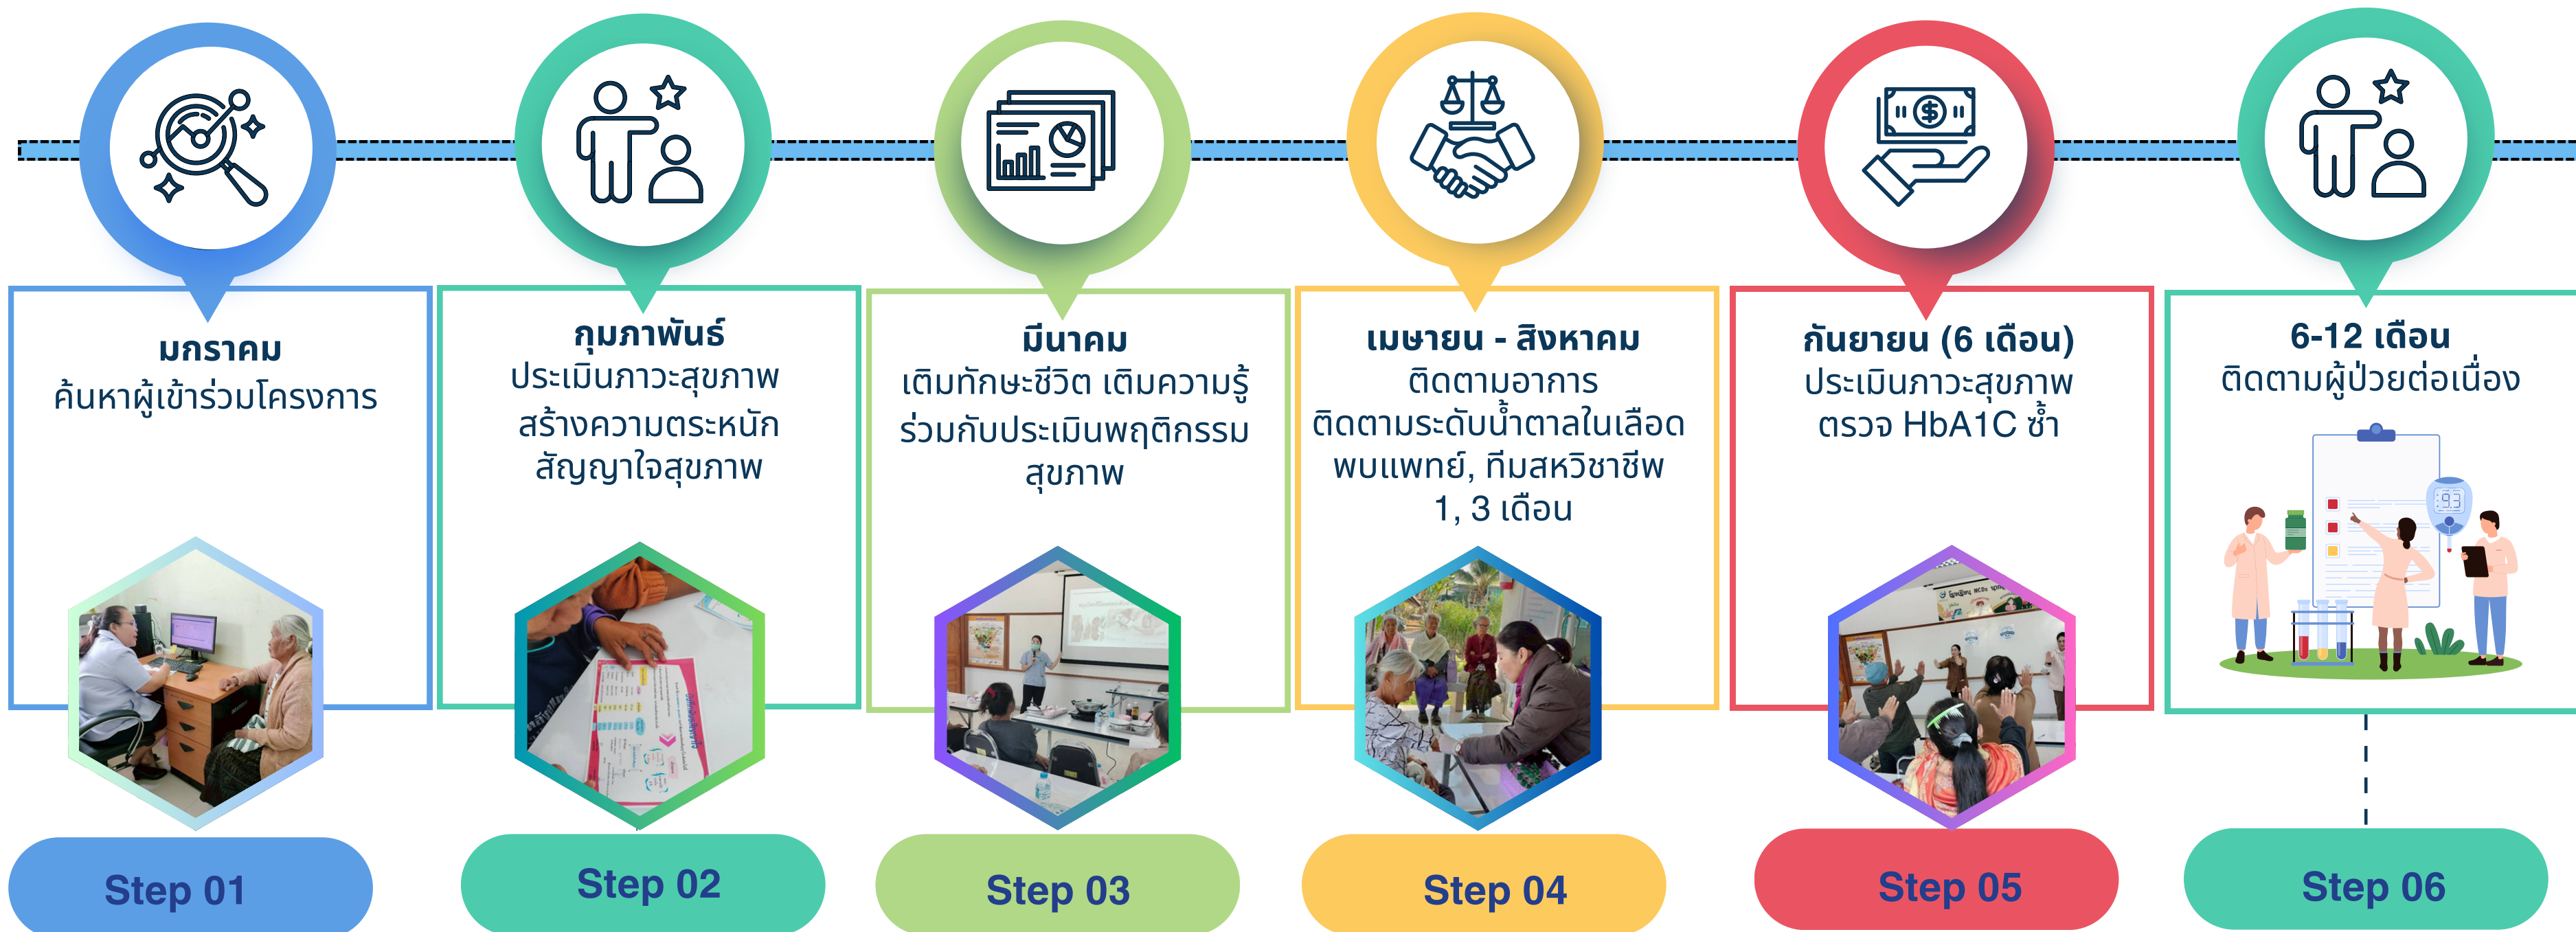 มกราคม
ค้นหาผู้เข้าร่วมโครงการ
Step 01
กุมภาพันธ์
ประเมินภาวะสุขภาพ
สร้างความตระหนัก
สัญญาใจสุขภาพ
Step 02
มีนาคม
เติมทักษะชีวิต เติมความรู้
ร่วมกับประเมินพฤติกรรม
สุขภาพ
Step 03
เมษายน - สิงหาคม
ติดตามอาการ
ติดตามระดับน้ำตาลในเลือด
พบแพทย์, ทีมสหวิชาชีพ
1, 3 เดือน
Step 04
กันยายน (6 เดือน)
ประเมินภาวะสุขภาพ
ตรวจ HbA1C ซ้ำ
Step 05
6-12 เดือน
ติดตามผู้ป่วยต่อเนื่อง
9.3
Step 06